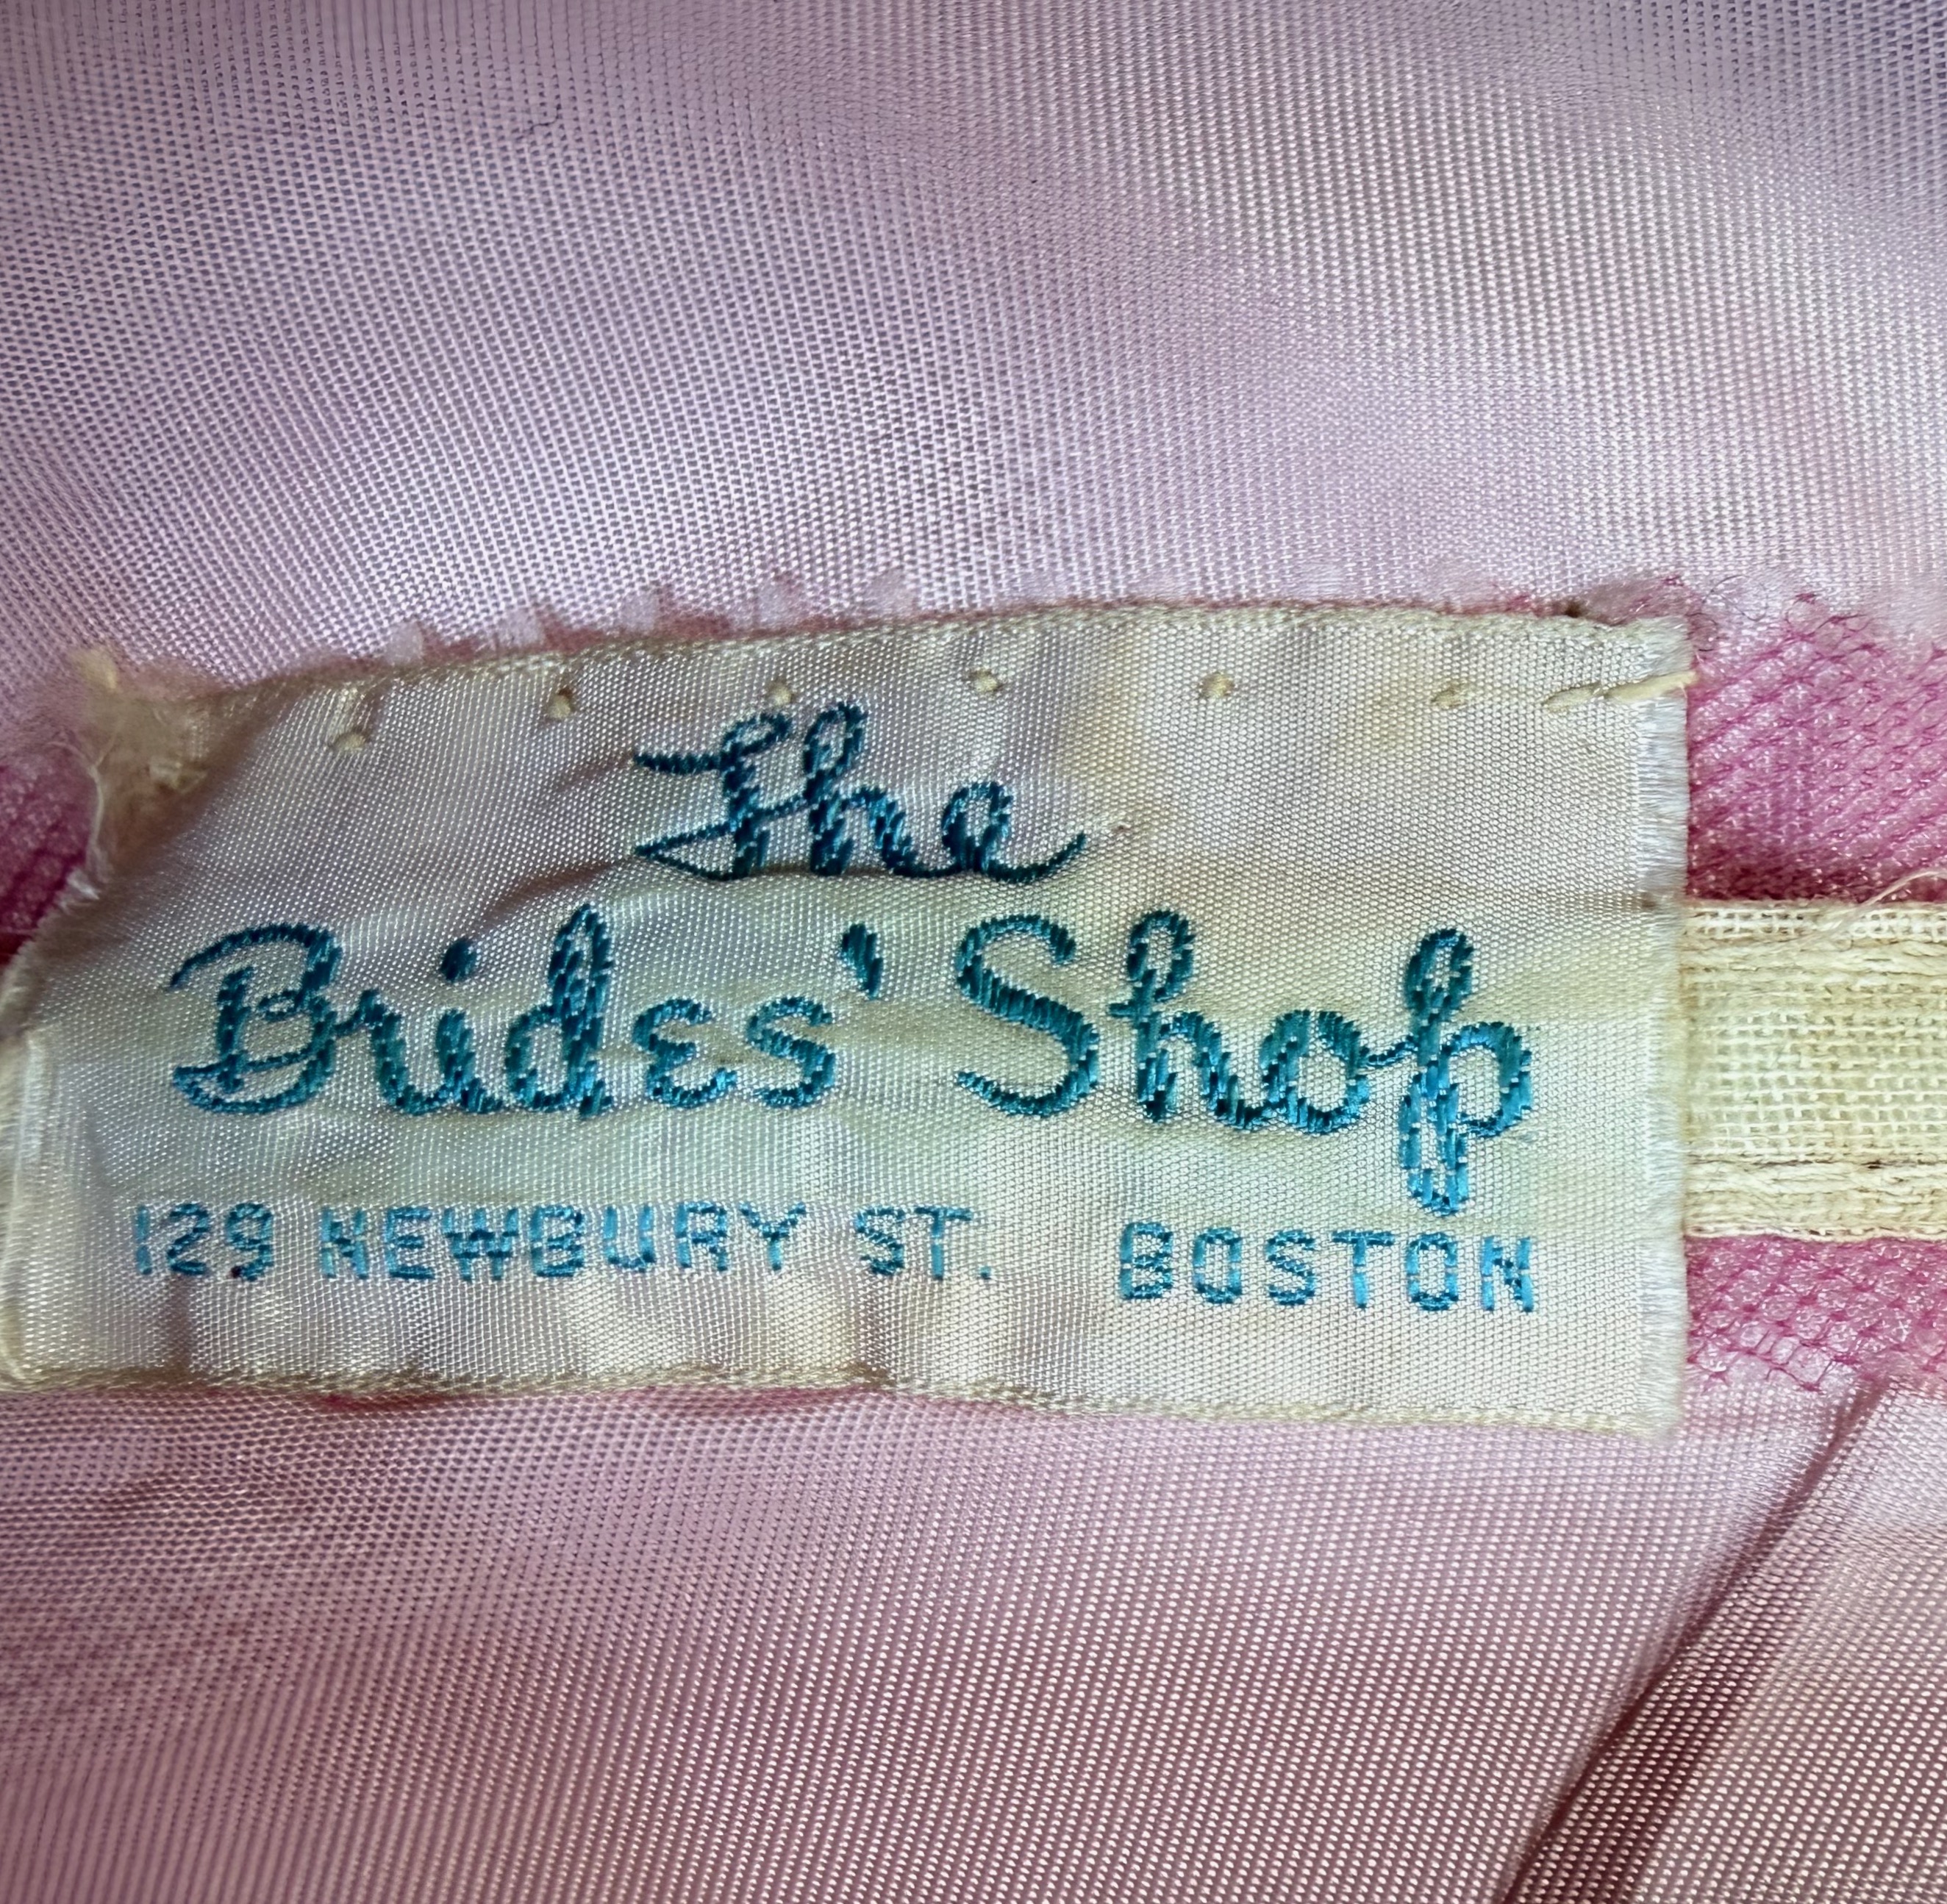 The
Brides' Shop
129 NEWBURY ST. BOSTON